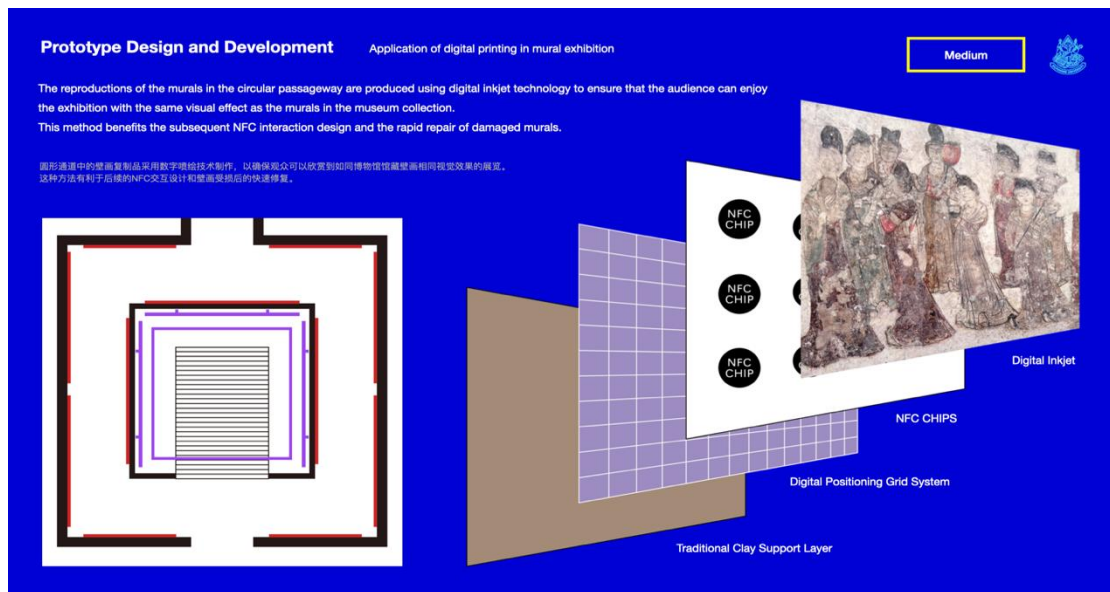 Prototype Design and Development
Application of digital printing in mural exhibition
Medium
The reproductions of the murals in the circular passageway are produced using digital inkjet technology to ensure that the audience can enjoy
the exhibition with the same visual effect as the murals in the museum collection.
This method benefits the subsequent NFC interaction design and the rapid repair of damaged murals.
圆形通道中的壁画复制品采用数字喷绘技术制作，以确保观众可以欣赏到如同博物馆馆藏壁画相同视觉效果的展览。
这种方法有利于后续的NFC交互设计和壁画受损后的快速修复。
NFC
CHIP
NFC
CHIP
NFC
CHIP
Digital Inkjet
NFC CHIPS
Digital Positioning Grid System
Traditional Clay Support Layer